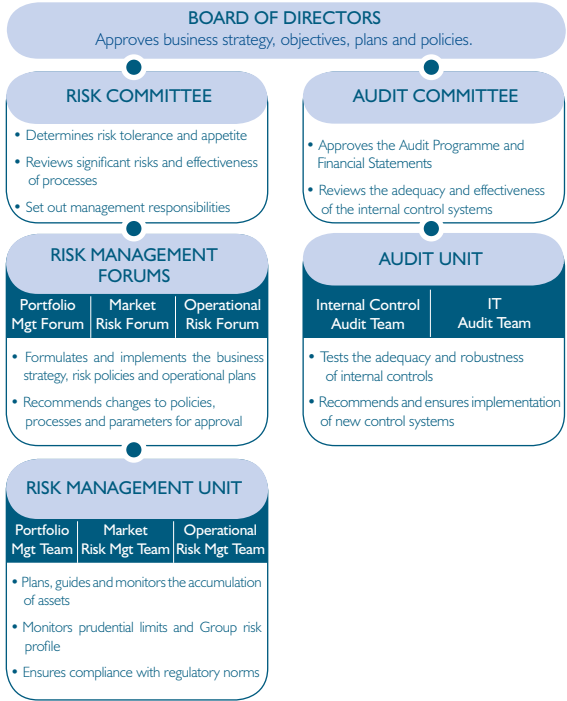 BOARD OF DIRECTORS
Approves business strategy, objectives, plans and policies.
RISK COMMITTEE
• Determines risk tolerance and appetite
• Reviews significant risks and effectiveness
of processes
• Set out management responsibilities
AUDIT COMMITTEE
• Approves the Audit Programme and
Financial Statements
• Reviews the adequacy and effectiveness
of the internal control systems
RISK MANAGEMENT
FORUMS
Portfolio
Mgt Forum
Market
Risk Forum
Operational
Risk Forum
• Formulates and implements the business
strategy, risk policies and operational plans
• Recommends changes to policies,
processes and parameters for approval
AUDIT UNIT
Internal Control
Audit Team
IT
Audit Team
• Tests the adequacy and robustness
of internal controls
• Recommends and ensures implementation
of new control systems
RISK MANAGEMENT UNIT
Portfolio
Mgt Team
Market
Risk Mgt Team
Operational
Risk Mgt Team
• Plans, guides and monitors the accumulation
of assets
• Monitors prudential limits and Group risk
profile
• Ensures compliance with regulatory norms